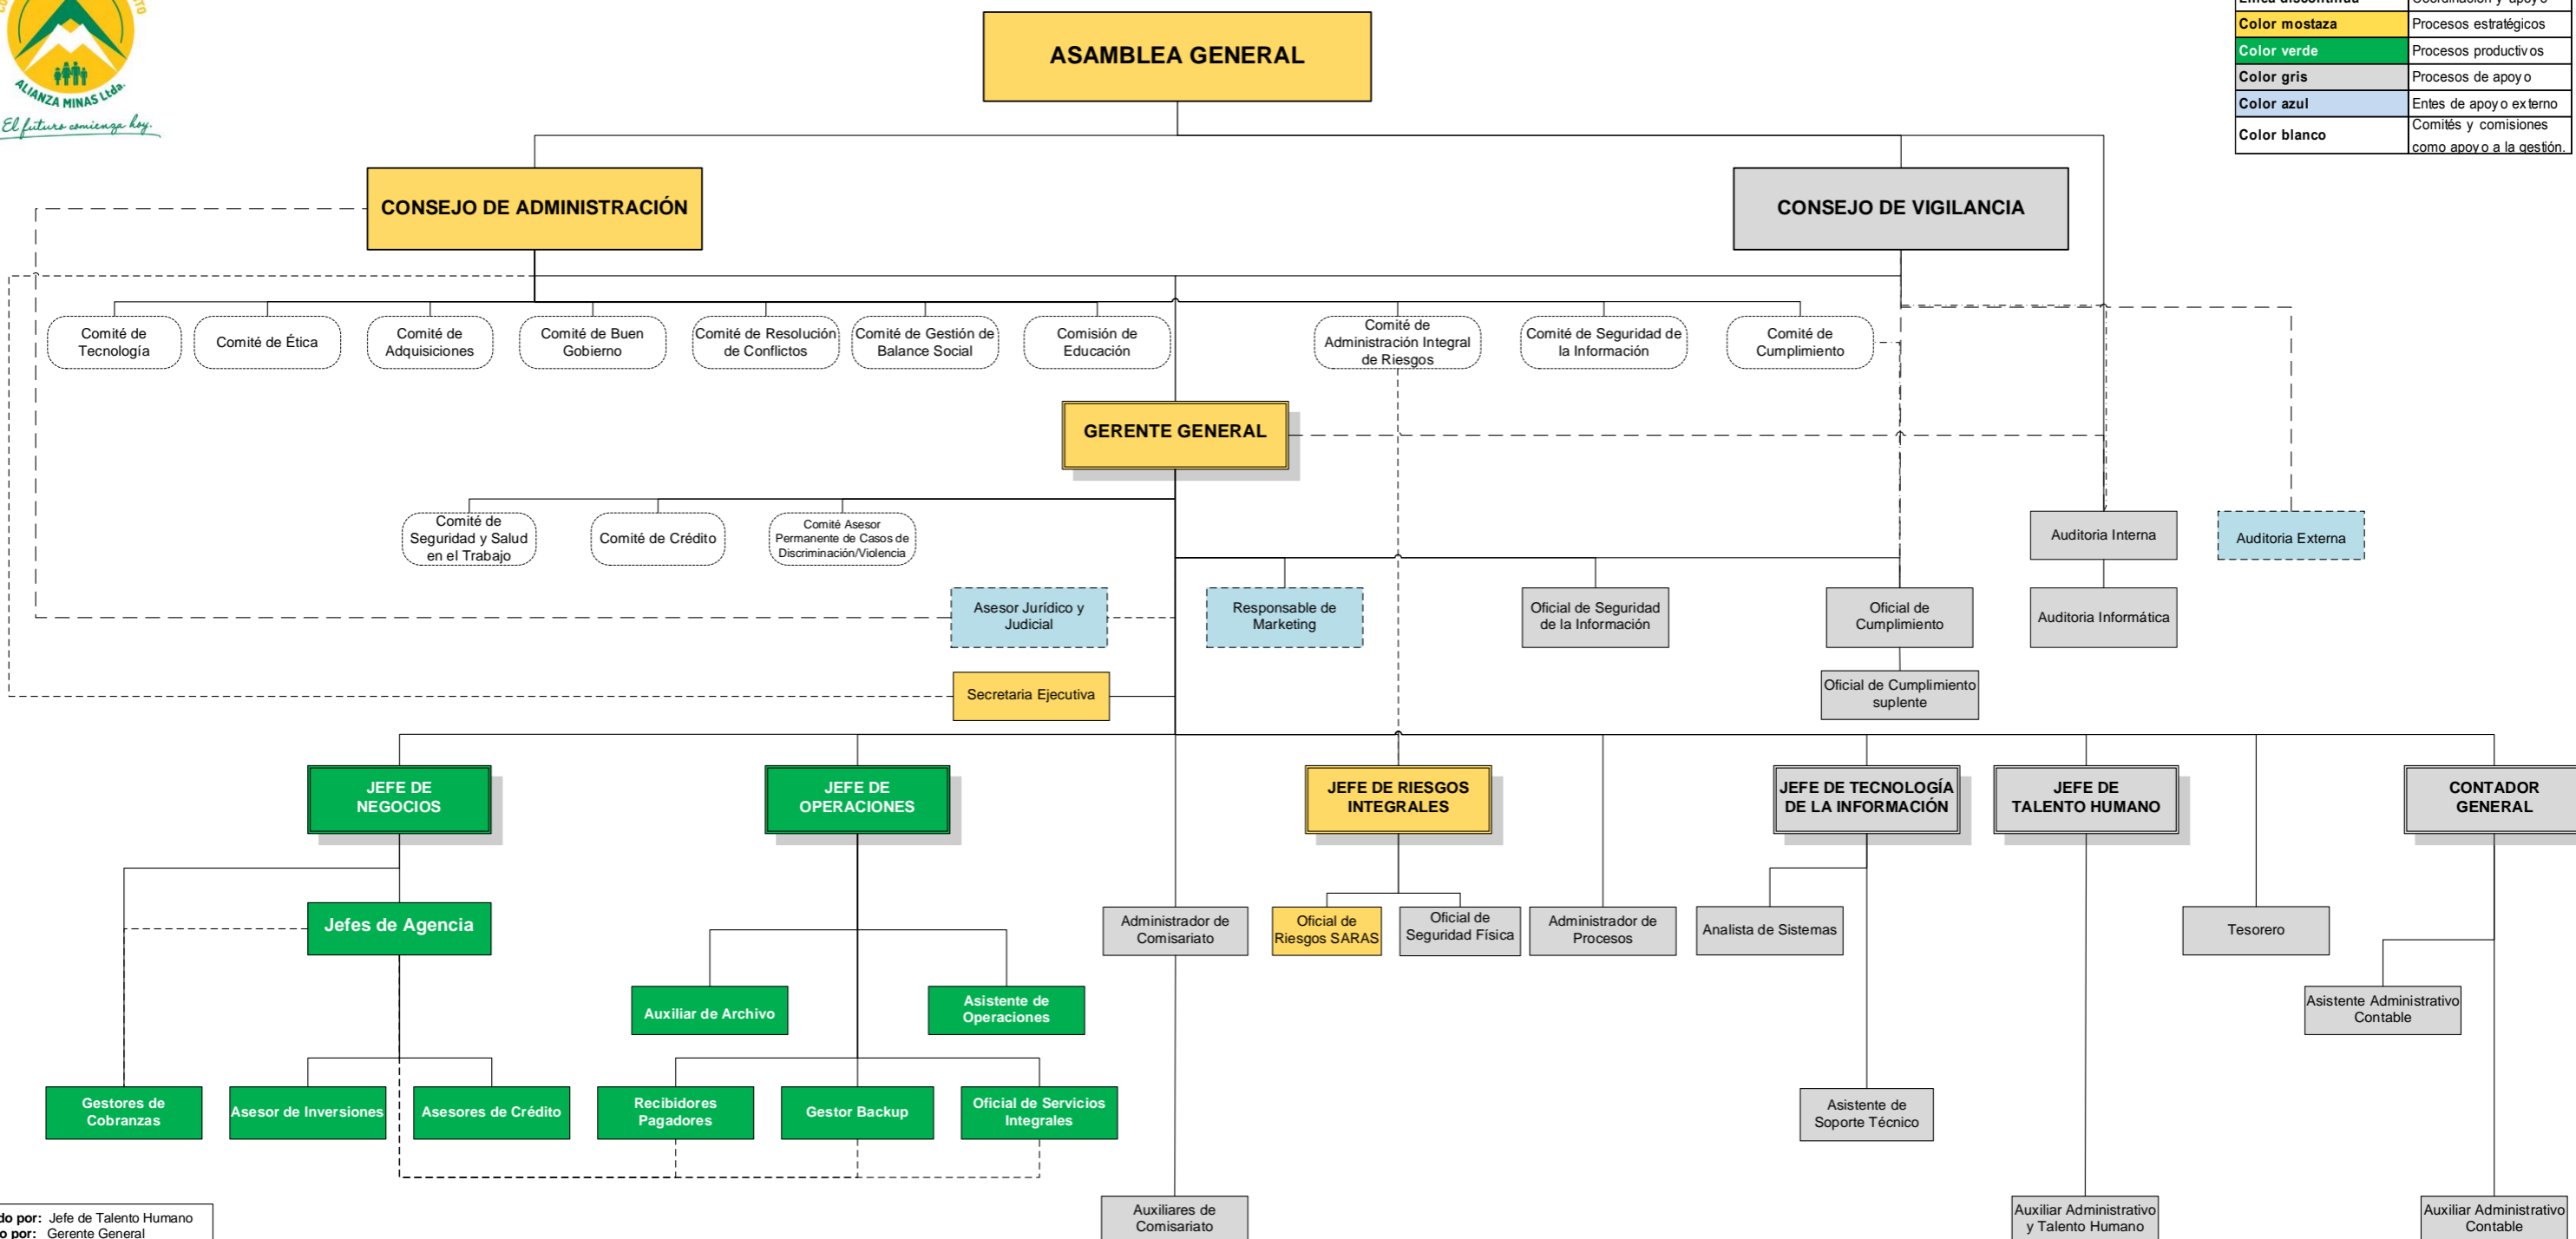 ALIANZA MINAS Ltda.
El futuro comienza hoy.
ASAMBLEA GENERAL
Color mostaza Procesos estratégicos
Color verde Procesos productivos
Color gris Procesos de apoyo
Color azul Entes de apoyo externo
Color blanco Comités y comisiones
como apoyo a la gestión.
CONSEJO DE ADMINISTRACIÓN
CONSEJO DE VIGILANCIA
Comité de
Tecnología
Comité de Ética
Comité de
Adquisiciones
Comité de Buen
Gobierno
Comité de Resolución
de Conflictos
Comité de Gestión de
Balance Social
Comisión de
Educación
Comité de
Administración Integral
de Riesgos
Comité de Seguridad de
la Información
Comité de
Cumplimiento
GERENTE GENERAL
Comité de
Seguridad y Salud
en el Trabajo
Comité de Crédito
Comité Asesor
Permanente de Casos de
Discriminación/Violencia
Auditoria Interna
Auditoria Externa
Asesor Jurídico y
Judicial
Responsable de
Marketing
Oficial de Seguridad
de la Información
Oficial de
Cumplimiento
Auditoria Informática
Secretaria Ejecutiva
Oficial de Cumplimiento
suplente
JEFE DE
NEGOCIOS
JEFE DE
OPERACIONES
JEFE DE RIESGOS
INTEGRALES
JEFE DE TECNOLOGÍA
DE LA INFORMACIÓN
JEFE DE
TALENTO HUMANO
CONTADOR
GENERAL
Jefes de Agencia
Administrador de
Comisariato
Oficial de
Riesgos SARAS
Oficial de
Seguridad Física
Administrador de
Procesos
Analista de Sistemas
Tesorero
Auxiliar de Archivo
Asistente de
Operaciones
Asistente Administrativo
Contable
Gestores de
Cobranzas
Asesor de Inversiones
Asesores de Crédito
Recibidores
Pagadores
Gestor Backup
Oficial de Servicios
Integrales
Asistente de
Soporte Técnico
Auxiliares de
Comisariato
Auxiliar Administrativo
y Talento Humano
Auxiliar Administrativo
Contable
do por: Jefe de Talento Humano
o por: Gerente General